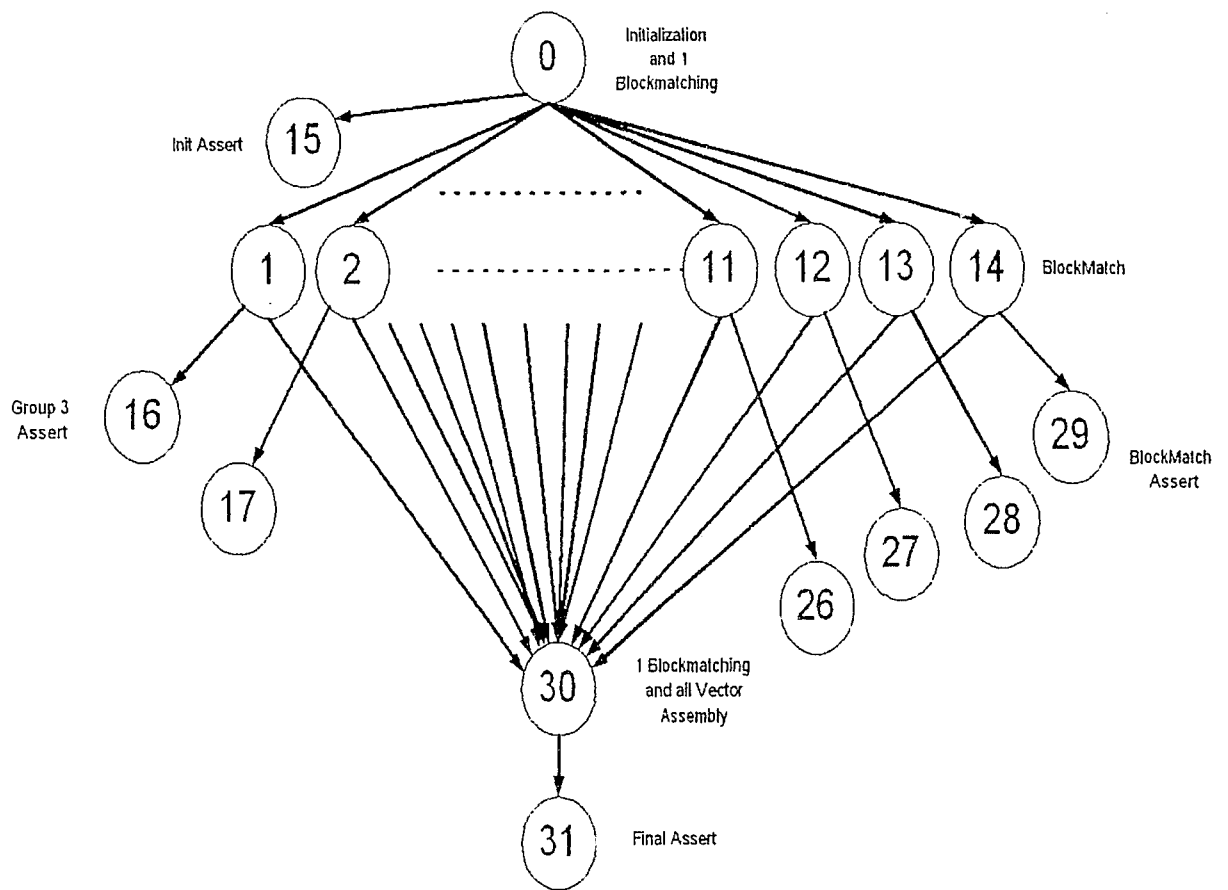 0
Initialization
and 1
Blockmatching
Init Assert
15
1
2
11
12
13
14
BlockMatch
Group 3
Assert
16
17
29
BlockMatch
Assert
28
27
26
30
1 Blockmatching
and all Vector
Assembly
31
Final Assert